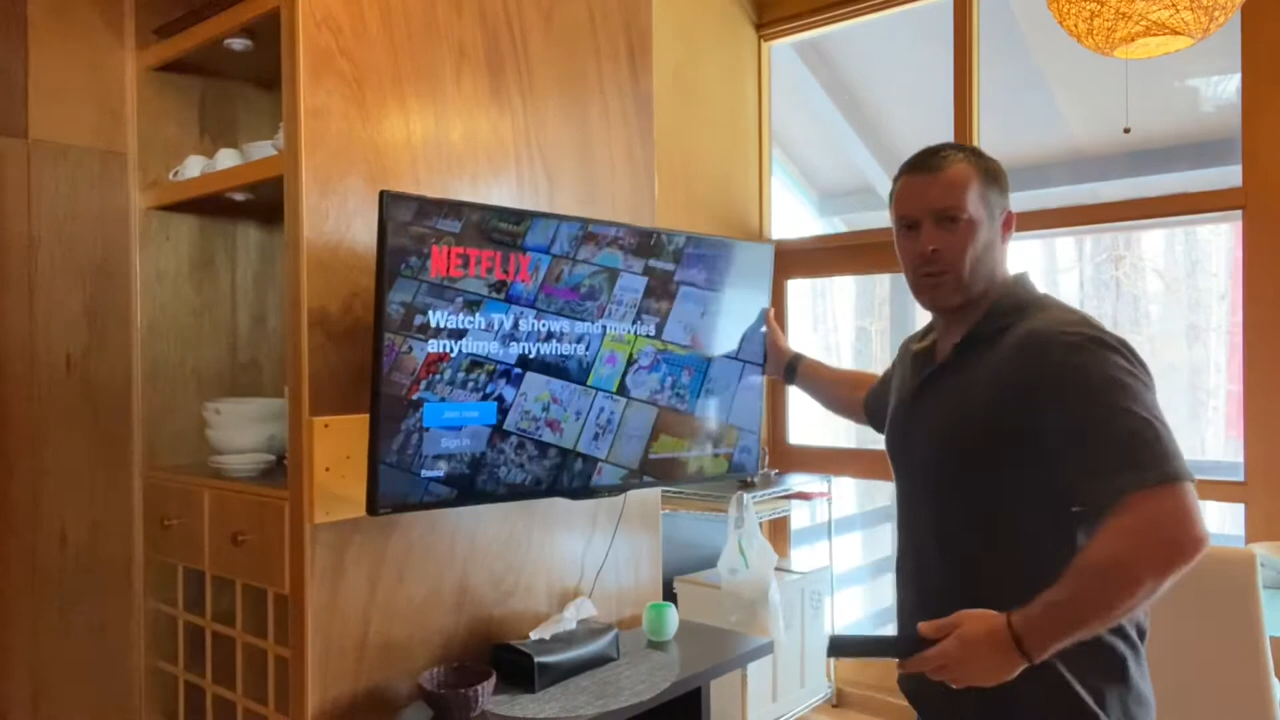 NETFLIX
Watch TV shows and movies
anytime, anywhere.
Join now
Sign in